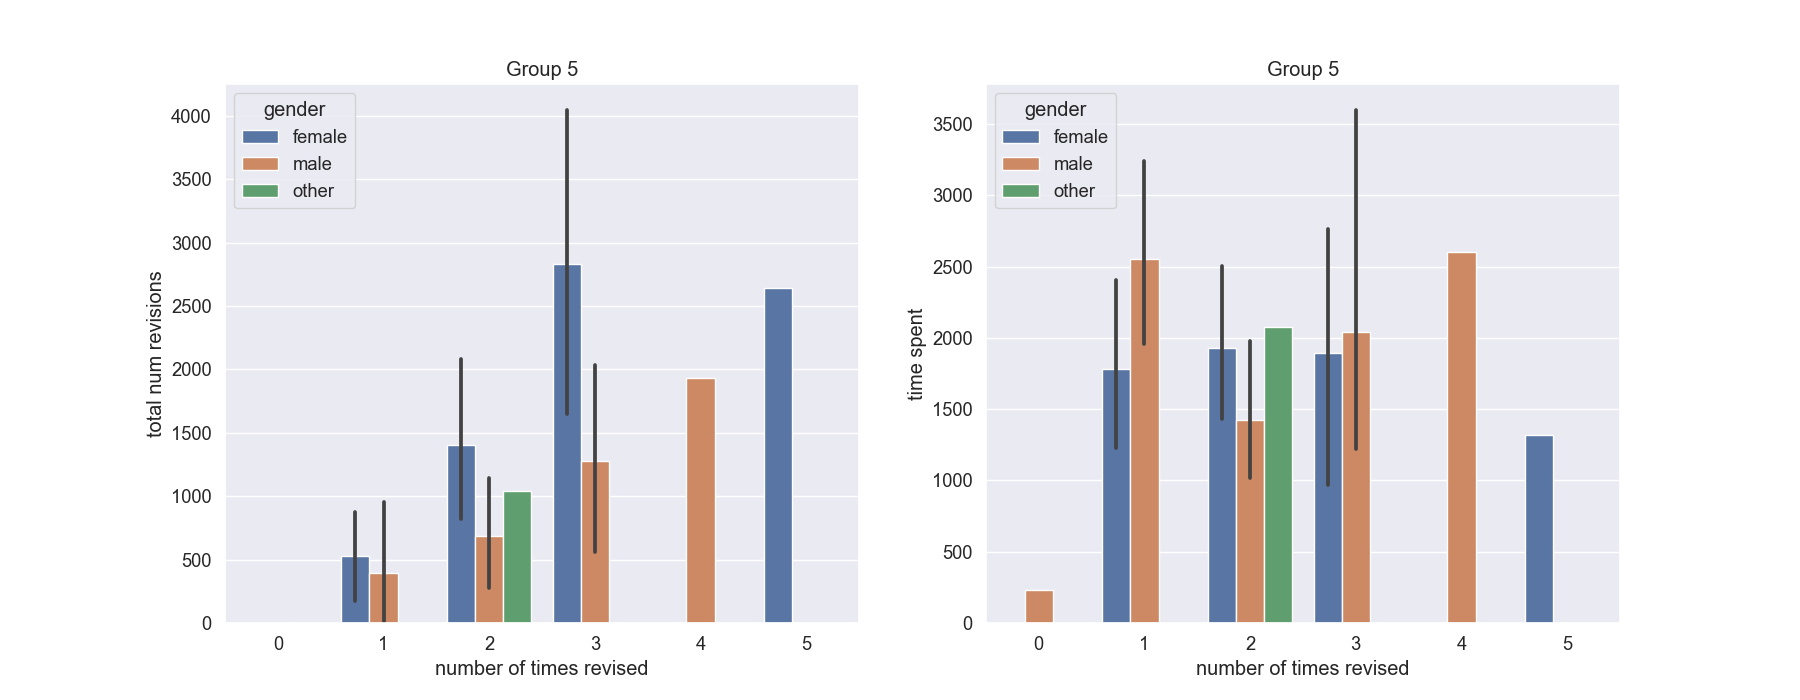 Group 5
gender
female
male
other
4000
3500
3000
2500
2000
1500
1000
500
0
total num revisions
0 1 2 3 4 5
number of times revised
Group 5
gender
female
male
other
3500
3000
2500
2000
1500
1000
500
0
time spent
0 1 2 3 4 5
number of times revised